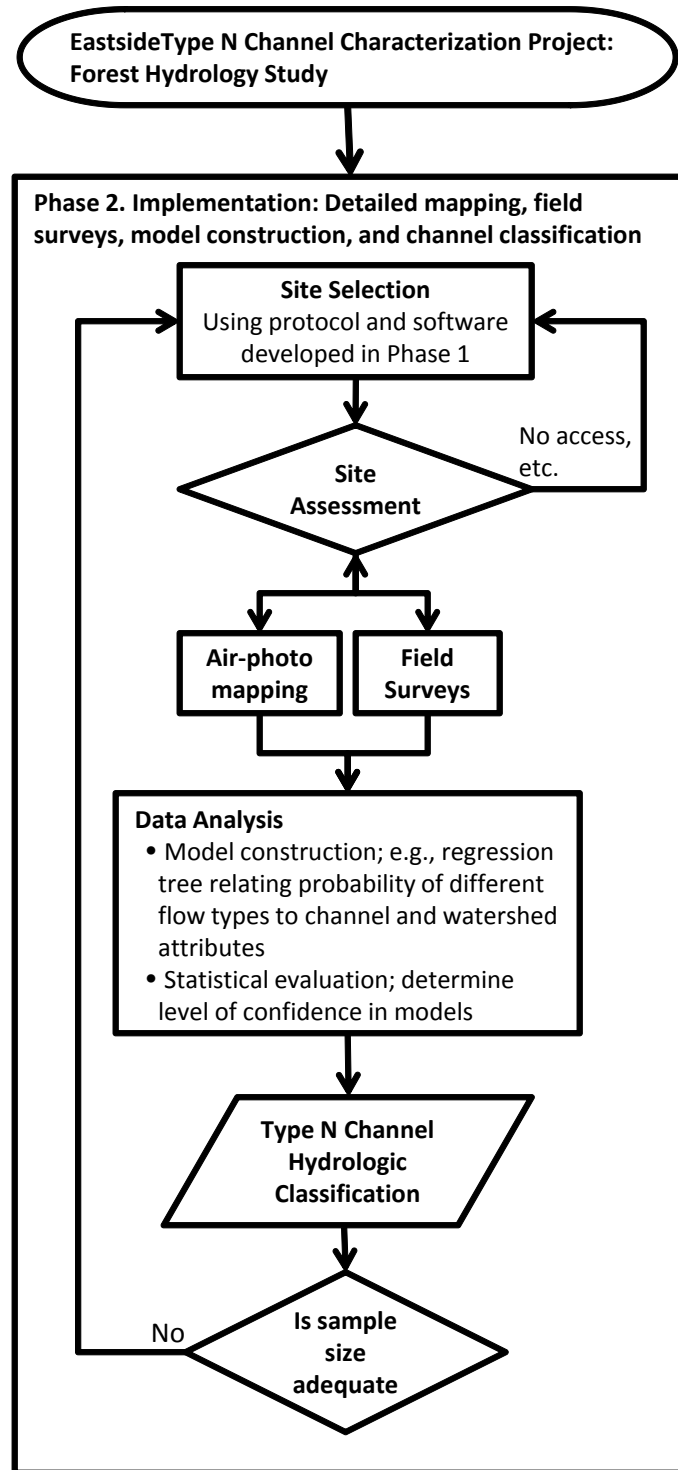 EastsideType N Channel Characterization Project:
Forest Hydrology Study
Phase 2. Implementation: Detailed mapping, field
surveys, model construction, and channel classification
Site Selection
Using protocol and software
developed in Phase 1
No access,
etc.
Site
Assessment
Air-photo
mapping
Field
Surveys
Data Analysis
• Model construction; e.g., regression
tree relating probability of different
flow types to channel and watershed
attributes
• Statistical evaluation; determine
level of confidence in models
Type N Channel
Hydrologic
Classification
No
Is sample
size
adequate